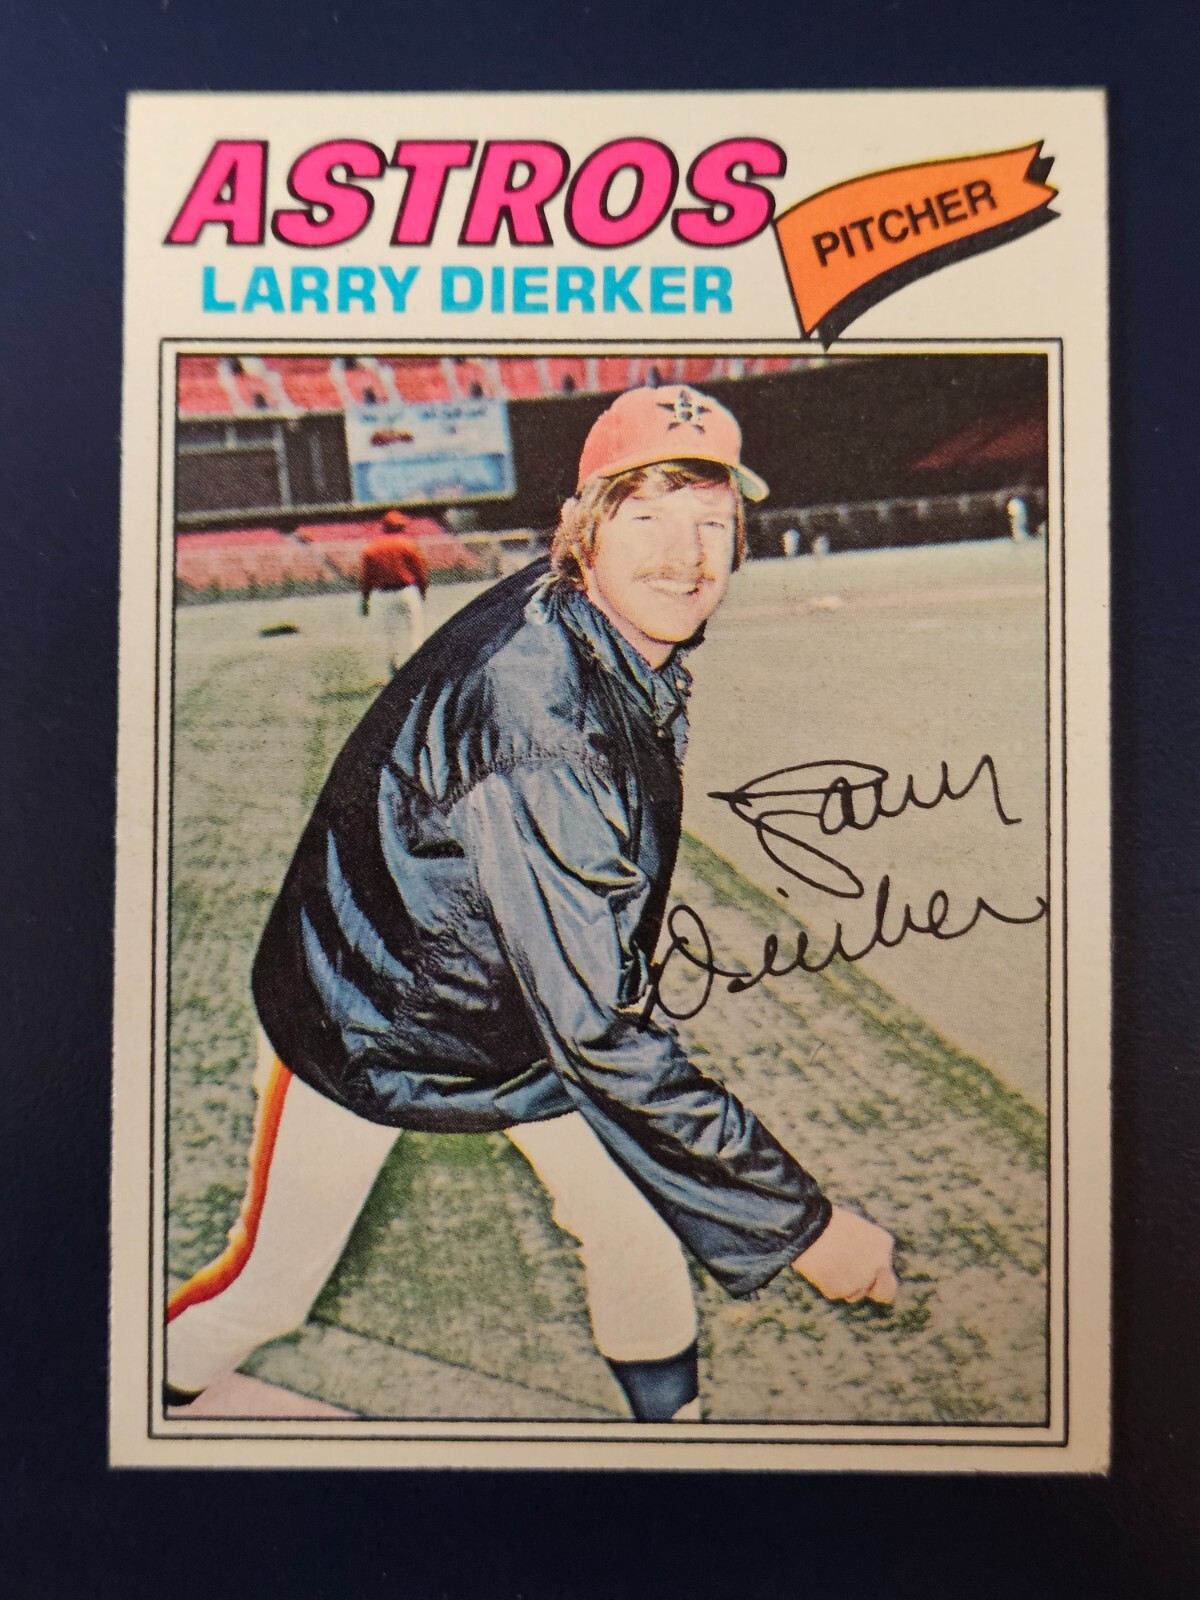 ASTROS
PITCHER
LARRY DIERKER
H
Larry
Dierker